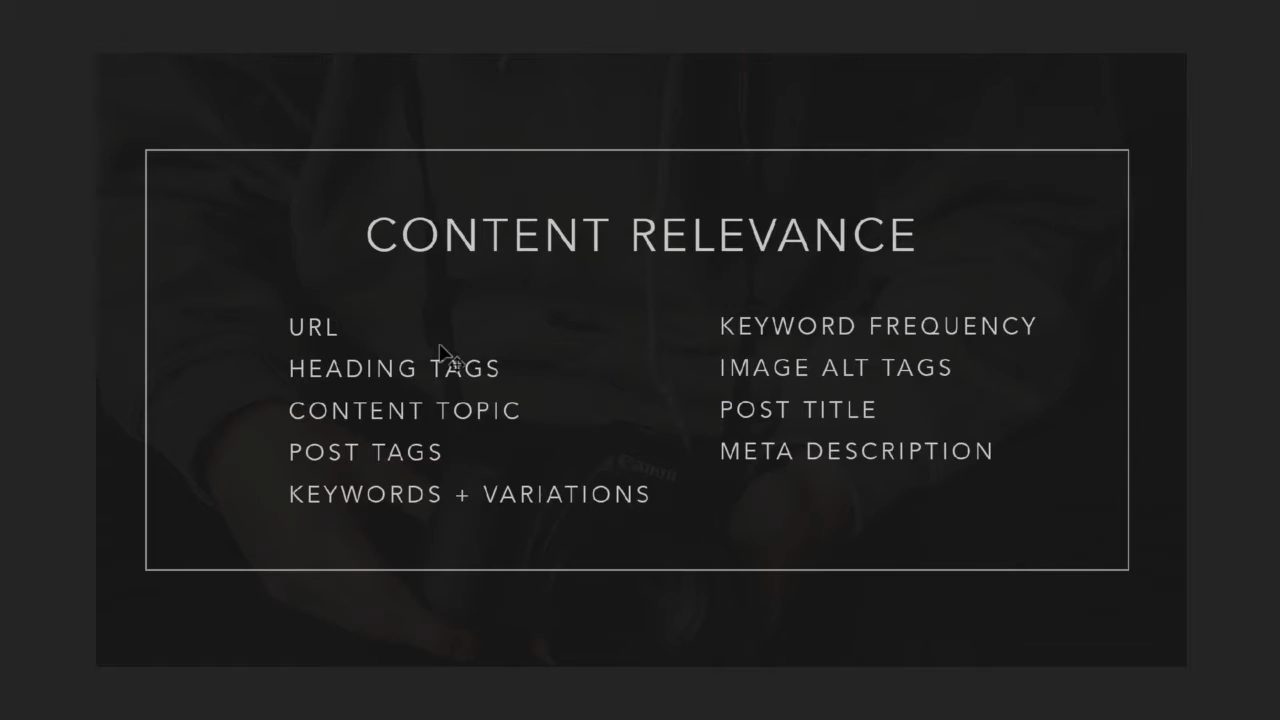 CONTENT RELEVANCE
URL
HEADING TAGS
CONTENT TOPIC
POST TAGS
KEYWORDS + VARIATIONS
KEYWORD FREQUENCY
IMAGE ALT TAGS
POST TITLE
META DESCRIPTION
Canon